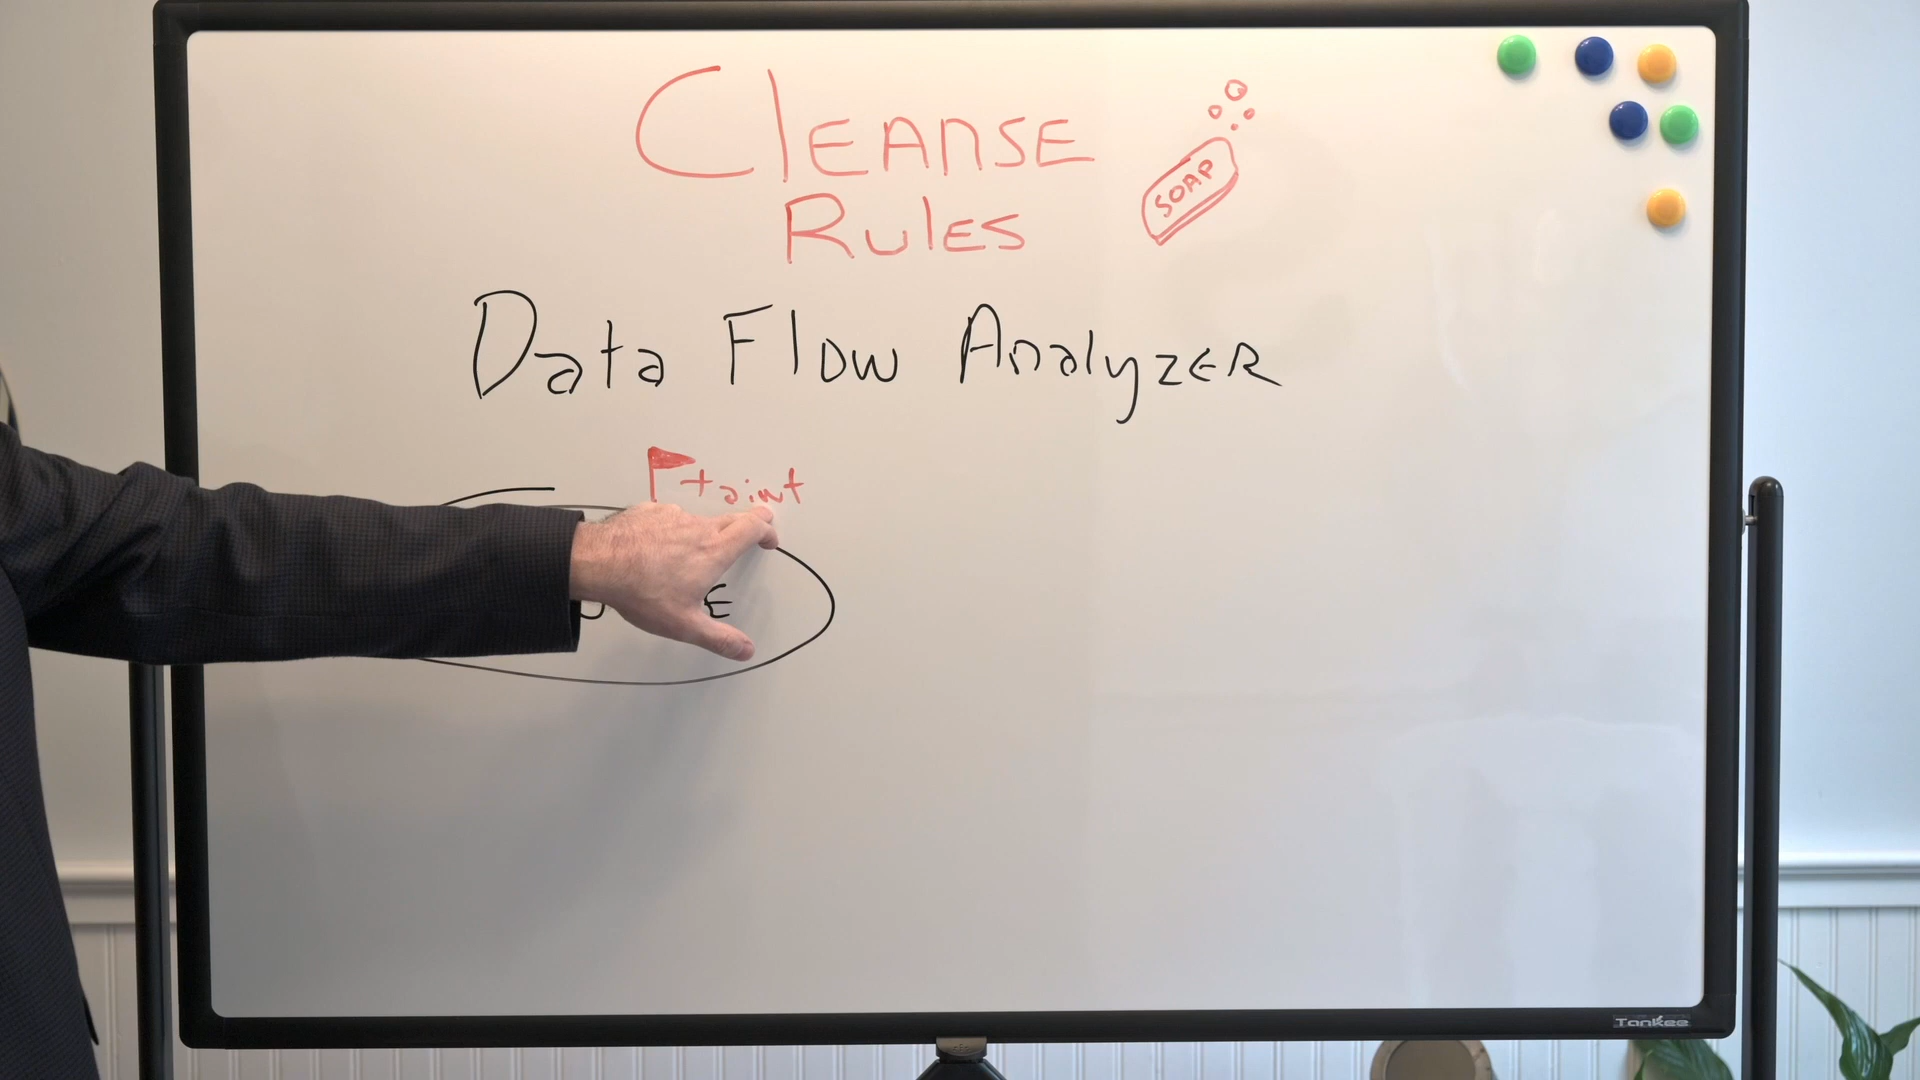 Cleanse
Rules
SOAP
Data Flow Analyzer
taint
Tankee